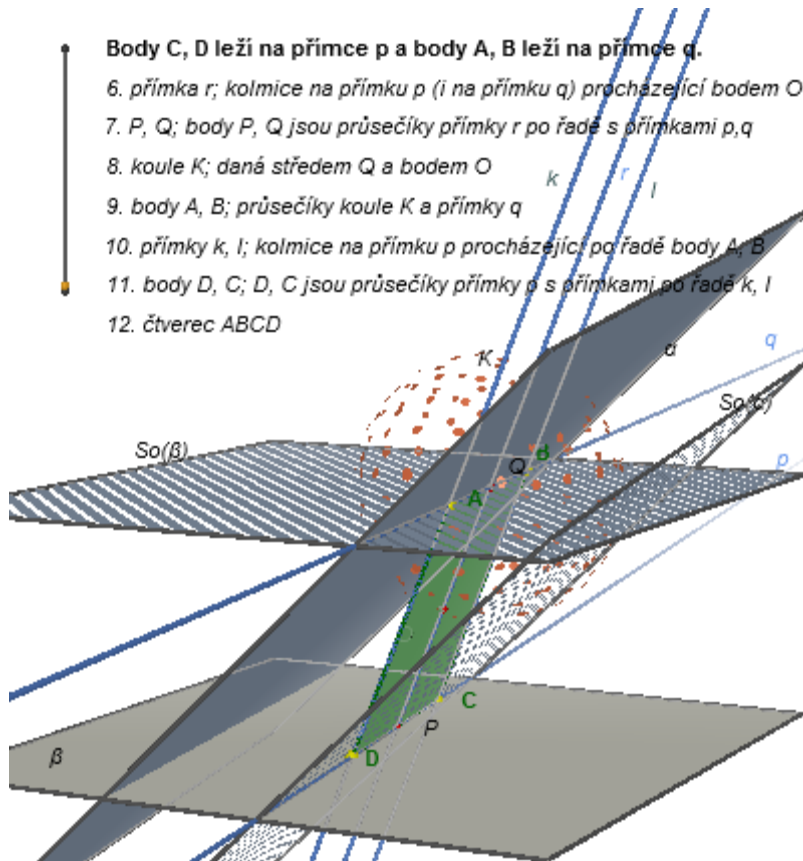 Body C, D leží na přímce p a body A, B leží na přímce q.
6. přímka r; kolmice na přímku p (i na přímku q) procházející bodem O
7. P, Q; body P, Q jsou průsečíky přímky r po řadě s přímkami p,q
8. koule K; daná středem Q a bodem O
9. body A, B; průsečíky koule K a přímky q
10. přímky k, l; kolmice na přímku p procházející po řadě body A, B
11. body D, C; D, C jsou průsečíky přímky p s přímkami po řadě k, l
12. čtverec ABCD
k
r
l
q
α
K
So(α)
So(β)
B
Q
p
A
C
P
D
β